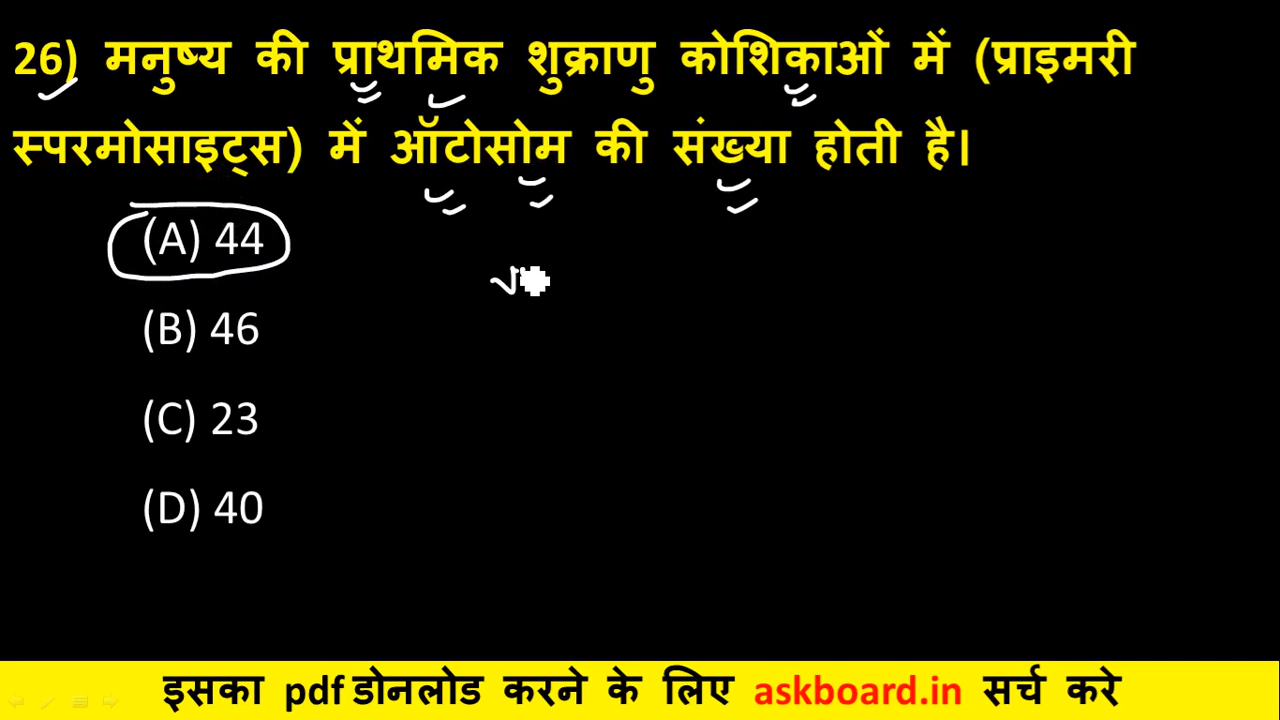 26) मनुष्य की प्राथमिक शुक्राणु कोशिकाओं में (प्राइमरी
स्परमोसाइट्स) में ऑटोसोम की संख्या होती है।
(A) 44
(B) 46
(C) 23
(D) 40
इसका pdf डोनलोड करने के लिए askboard.in सर्च करे